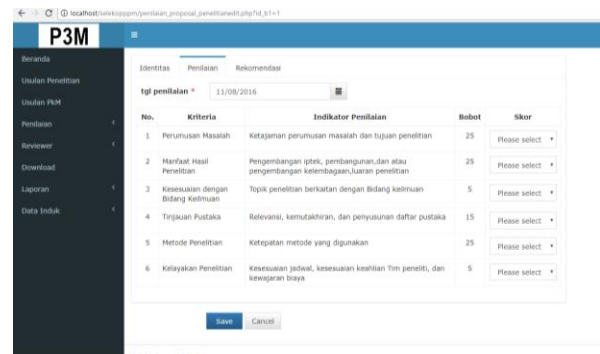 localhost/seleksipppm/penilaian_proposal_penelitianedit.php?id_b1=1
P3M
Beranda
Usulan Penelitian
Usulan PkM
Penilaian
Reviewer
Download
Laporan
Data Induk
Identitas Penilaian Rekomendasi
tgl penilaian * 11/08/2016
No. Kriteria Indikator Penilaian Bobot Skor
1 Perumusan Masalah Ketajaman perumusan masalah dan tujuan penelitian 25 Please select
2 Manfaat Hasil Penelitian Pengembangan iptek, pembangunan,dan atau pengembangan kelembagaan,luaran penelitian 25 Please select
3 Kesesuaian dengan Bidang Keilmuan Topik penelitian berkaitan dengan Bidang keilmuan 5 Please select
4 Tinjauan Pustaka Relevansi, kemutakhiran, dan penyusunan daftar pustaka 15 Please select
5 Metode Penelitian Ketepatan metode yang digunakan 25 Please select
6 Kelayakan Penelitian Kesesuaian jadwal, kesesuaian keahlian Tim peneliti, dan kewajaran biaya 5 Please select
Save Cancel